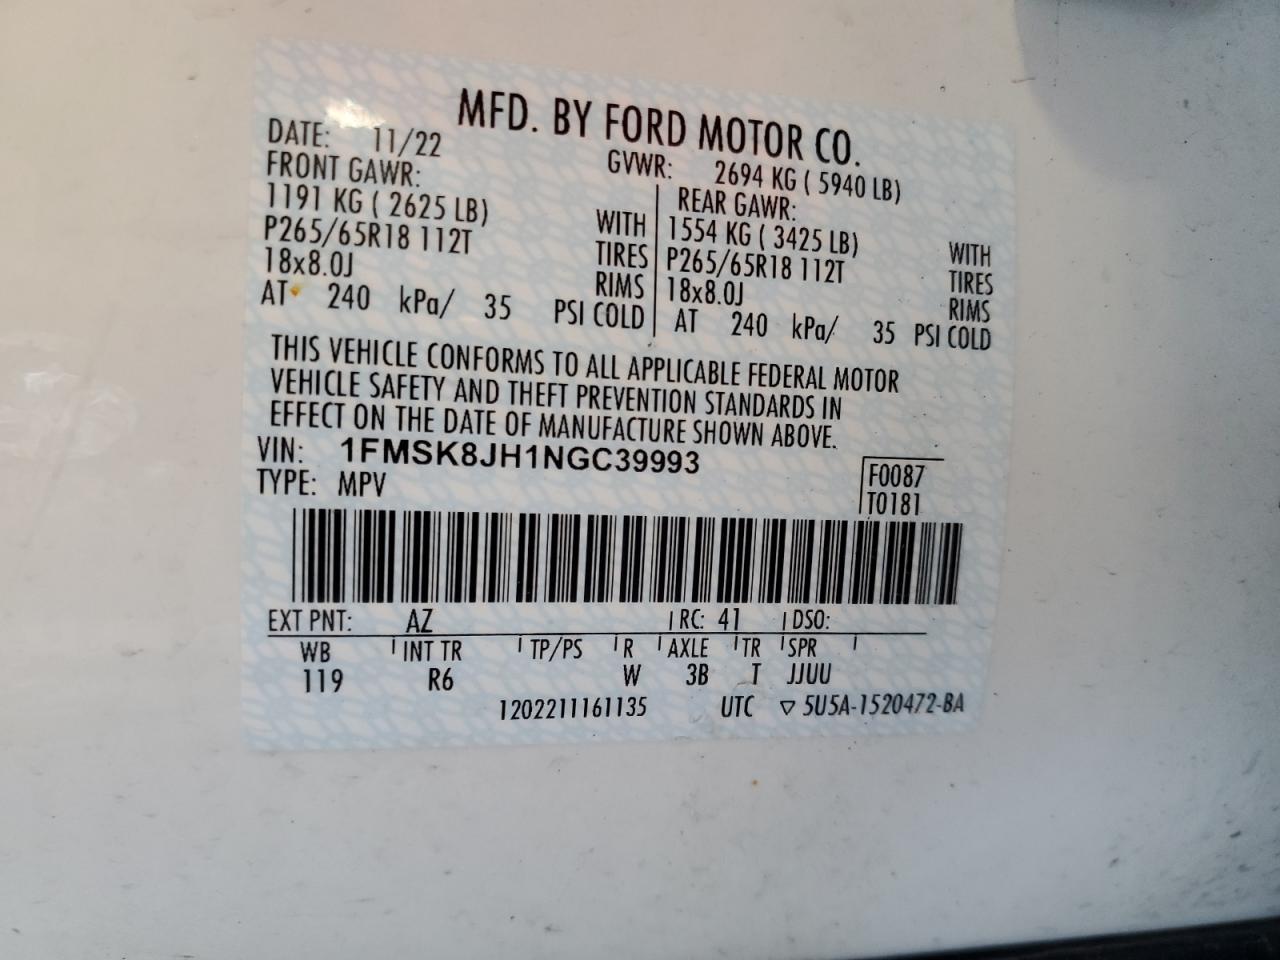 MFD. BY FORD MOTOR CO.
DATE: 11/22 GVWR: 2694 KG ( 5940 LB)
FRONT GAWR: REAR GAWR:
1191 KG ( 2625 LB) WITH 1554 KG ( 3425 LB) WITH
P265/65R18 112T TIRES P265/65R18 112T TIRES
18x8.0J RIMS 18x8.0J RIMS
AT 240 kPa/ 35 PSI COLD AT 240 kPa/ 35 PSI COLD
THIS VEHICLE CONFORMS TO ALL APPLICABLE FEDERAL MOTOR
VEHICLE SAFETY AND THEFT PREVENTION STANDARDS IN
EFFECT ON THE DATE OF MANUFACTURE SHOWN ABOVE.
VIN: 1FMSK8JH1NGC39993
TYPE: MPV
F0087
T0181
EXT PNT: AZ RC: 41 DSO:
WB INT TR TP/PS R AXLE TR SPR
119 R6 W 3B T JJUU
1202211161135 UTC ▽ 5U5A-1520472-BA